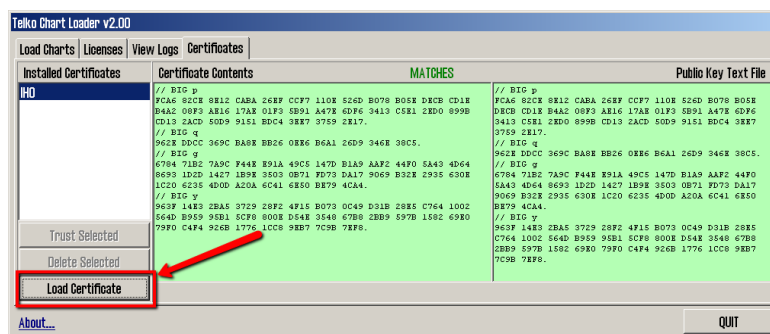 Telko Chart Loader v2.00
Load Charts Licenses View Logs Certificates
Installed Certificates Certificate Contents MATCHES Public Key Text File
IHO
// BIG p
FCA6 82CE 8E12 CABA 26EF CCF7 110E 526D B078 B05E DECB CD1E
B4A2 08F3 AE16 17AE 01F3 5B91 A47E 6DF6 3413 C5E1 2ED0 899B
CD13 2ACD 50D9 9151 BDC4 3EE7 3759 2E17.
// BIG q
962E DDCC 369C BA8E BB26 0EE6 B6A1 26D9 346E 38C5.
// BIG g
6784 71B2 7A9C F44E E91A 49C5 147D B1A9 AAF2 44F0 5A43 4D64
8693 1D2D 1427 1B9E 3503 0B71 FD73 DA17 9069 B32E 2935 630E
1C20 6235 4D0D A20A 6C41 6E50 BE79 4CA4.
// BIG y
963F 14E3 2BA5 3729 28F2 4F15 B073 0C49 D31B 28E5 C764 1002
564D B959 95B1 5CF8 800E D54E 3548 67B8 2BB9 597B 1582 69E0
79F0 C4F4 926B 1776 1CC8 9EB7 7C9B 7EF8.
// BIG p
FCA6 82CE 8E12 CABA 26EF CCF7 110E 526D B078 B05E
DECB CD1E B4A2 08F3 AE16 17AE 01F3 5B91 A47E 6DF6
3413 C5E1 2ED0 899B CD13 2ACD 50D9 9151 BDC4 3EE7
3759 2E17.
// BIG q
962E DDCC 369C BA8E BB26 0EE6 B6A1 26D9 346E 38C5.
// BIG g
6784 71B2 7A9C F44E E91A 49C5 147D B1A9 AAF2 44F0
5A43 4D64 8693 1D2D 1427 1B9E 3503 0B71 FD73 DA17
9069 B32E 2935 630E 1C20 6235 4D0D A20A 6C41 6E50
BE79 4CA4.
// BIG y
963F 14E3 2BA5 3729 28F2 4F15 B073 0C49 D31B 28E5
C764 1002 564D B959 95B1 5CF8 800E D54E 3548 67B8
2BB9 597B 1582 69E0 79F0 C4F4 926B 1776 1CC8 9EB7
7C9B 7EF8.
Trust Selected
Delete Selected
Load Certificate
About... QUIT